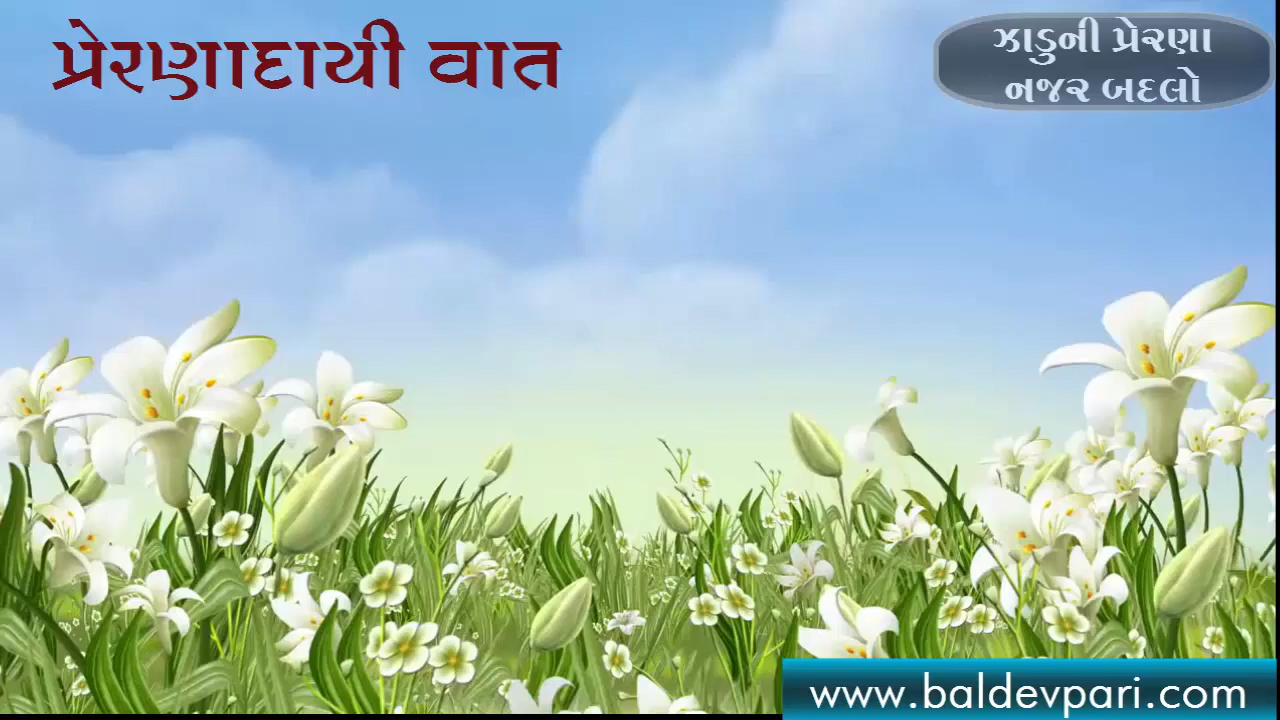 પ્રેરણાદાયી વાત
ઝાડુની પ્રેરણા
નજર બદલો
www.baldevpari.com